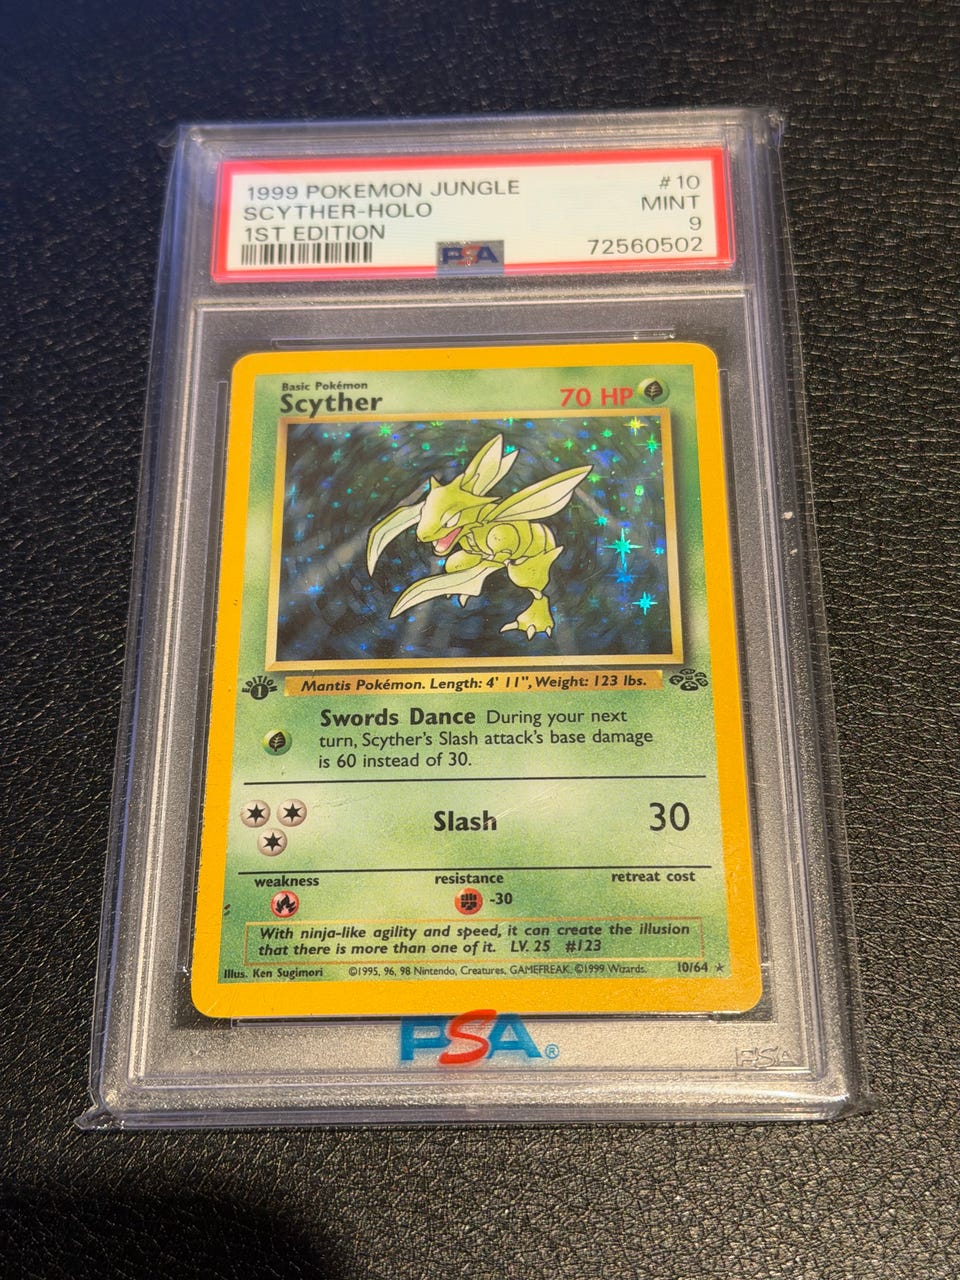 1999 POKEMON JUNGLE #10
SCYTHER-HOLO MINT
1ST EDITION 9
PSA 72560502
Basic Pokémon
Scyther 70 HP
EDITION 1
Mantis Pokémon. Length: 4' 11", Weight: 123 lbs.
Swords Dance During your next
turn, Scyther's Slash attack's base damage
is 60 instead of 30.
Slash 30
weakness resistance retreat cost
-30
With ninja-like agility and speed, it can create the illusion
that there is more than one of it. LV. 25 #123
Illus. Ken Sugimori ©1995, 96, 98 Nintendo, Creatures, GAMEFREAK. ©1999 Wizards. 10/64 ★
PSA®
PSA